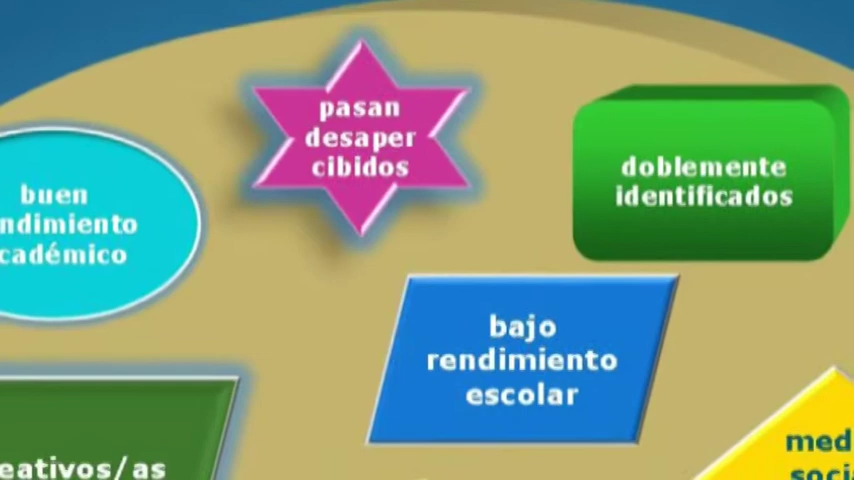 pasan
desaper
cibidos
doblemente
identificados
buen
ndimiento
cadémico
bajo
rendimiento
escolar
eativos/as
med
soci